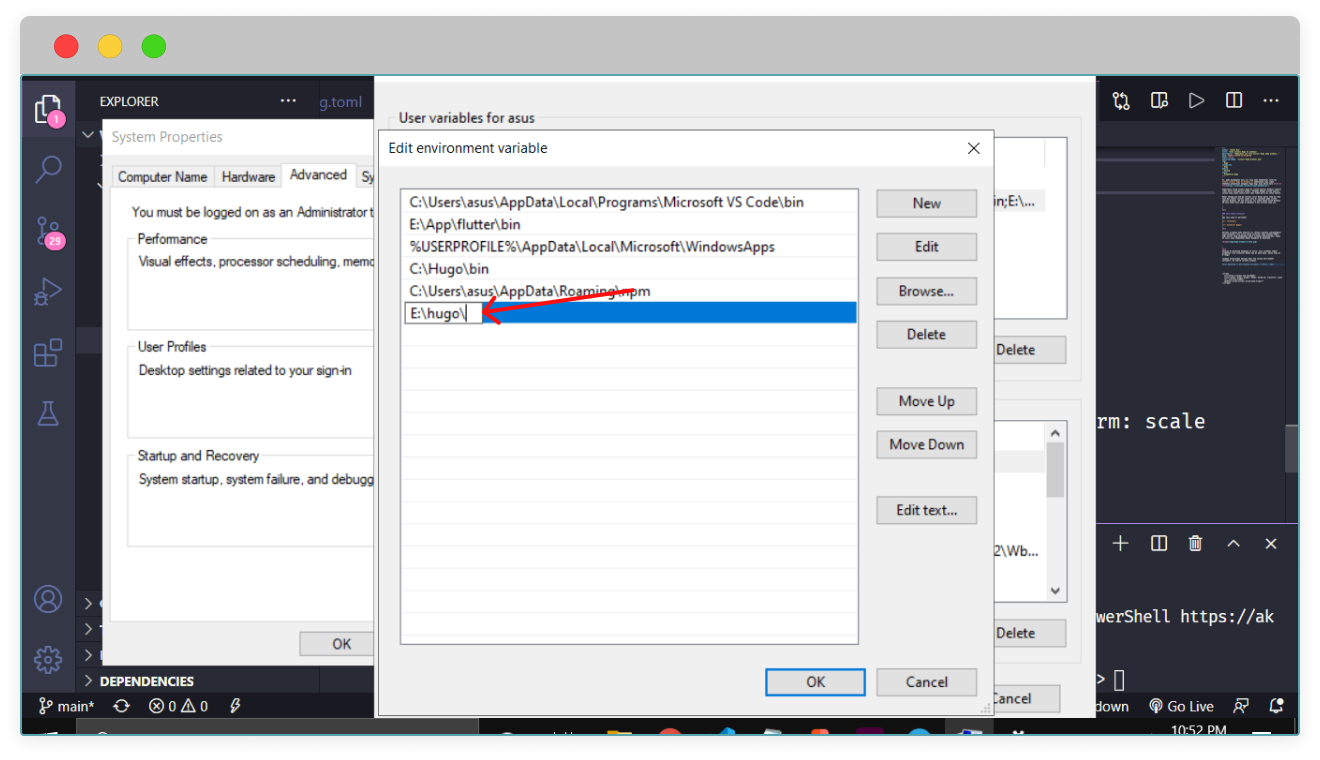 EXPLORER
g.toml
1
System Properties
Computer Name
Hardware
Advanced
Sy
You must be logged on as an Administrator t
Performance
Visual effects, processor scheduling, memo
User Profiles
Desktop settings related to your sign-in
Startup and Recovery
System startup, system failure, and debugg
OK
29
User variables for asus
Edit environment variable
C:\Users\asus\AppData\Local\Programs\Microsoft VS Code\bin
E:\App\flutter\bin
%USERPROFILE%\AppData\Local\Microsoft\WindowsApps
C:\Hugo\bin
C:\Users\asus\AppData\Roaming\npm
E:\hugo\
New
Edit
Browse...
Delete
Move Up
Move Down
Edit text...
OK
Cancel
in;E:\...
Delete
2\Wb...
Delete
Cancel
rm: scale
werShell https://ak
>
DEPENDENCIES
main*
0
0
down
Go Live
10:52 PM